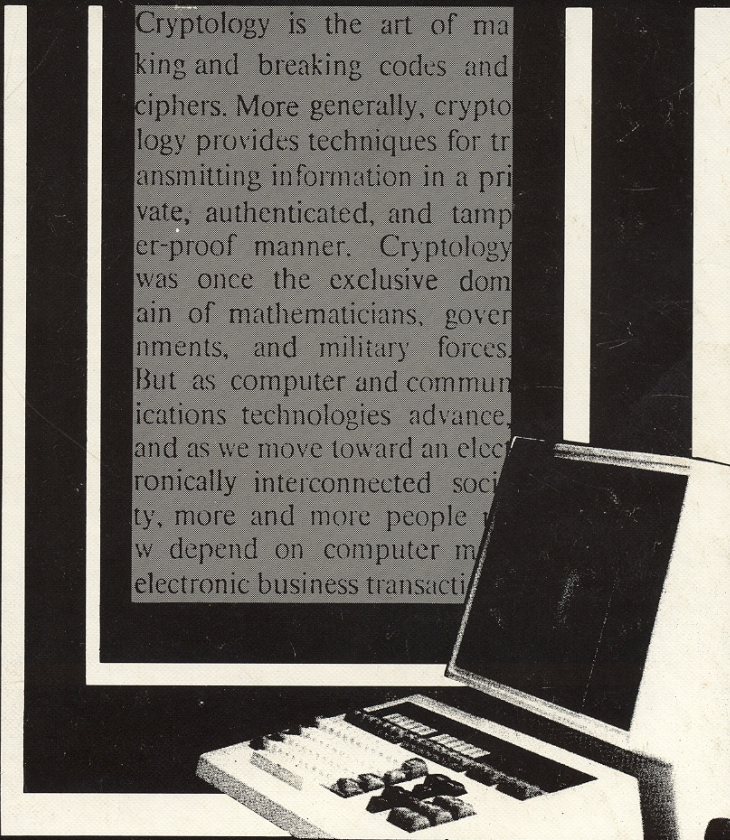 Cryptology is the art of ma
king and breaking codes and
ciphers. More generally, crypto
logy provides techniques for tr
ansmitting information in a pri
vate, authenticated, and tamp
er-proof manner. Cryptology
was once the exclusive dom
ain of mathematicians, gover
nments, and military forces.
But as computer and commun
ications technologies advance,
and as we move toward an elect
ronically interconnected soci
ty, more and more people
w depend on computer
electronic business